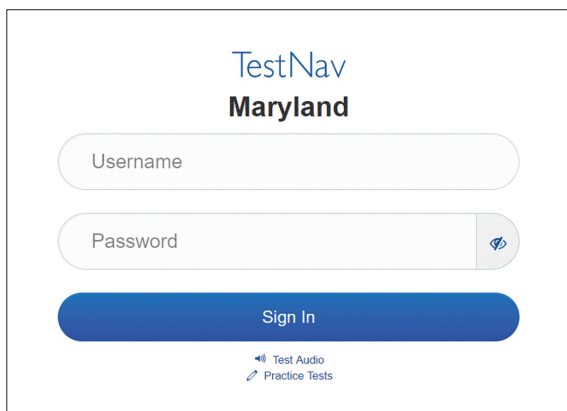 TestNav
Maryland
Username
Password
Sign In
Test Audio
Practice Tests